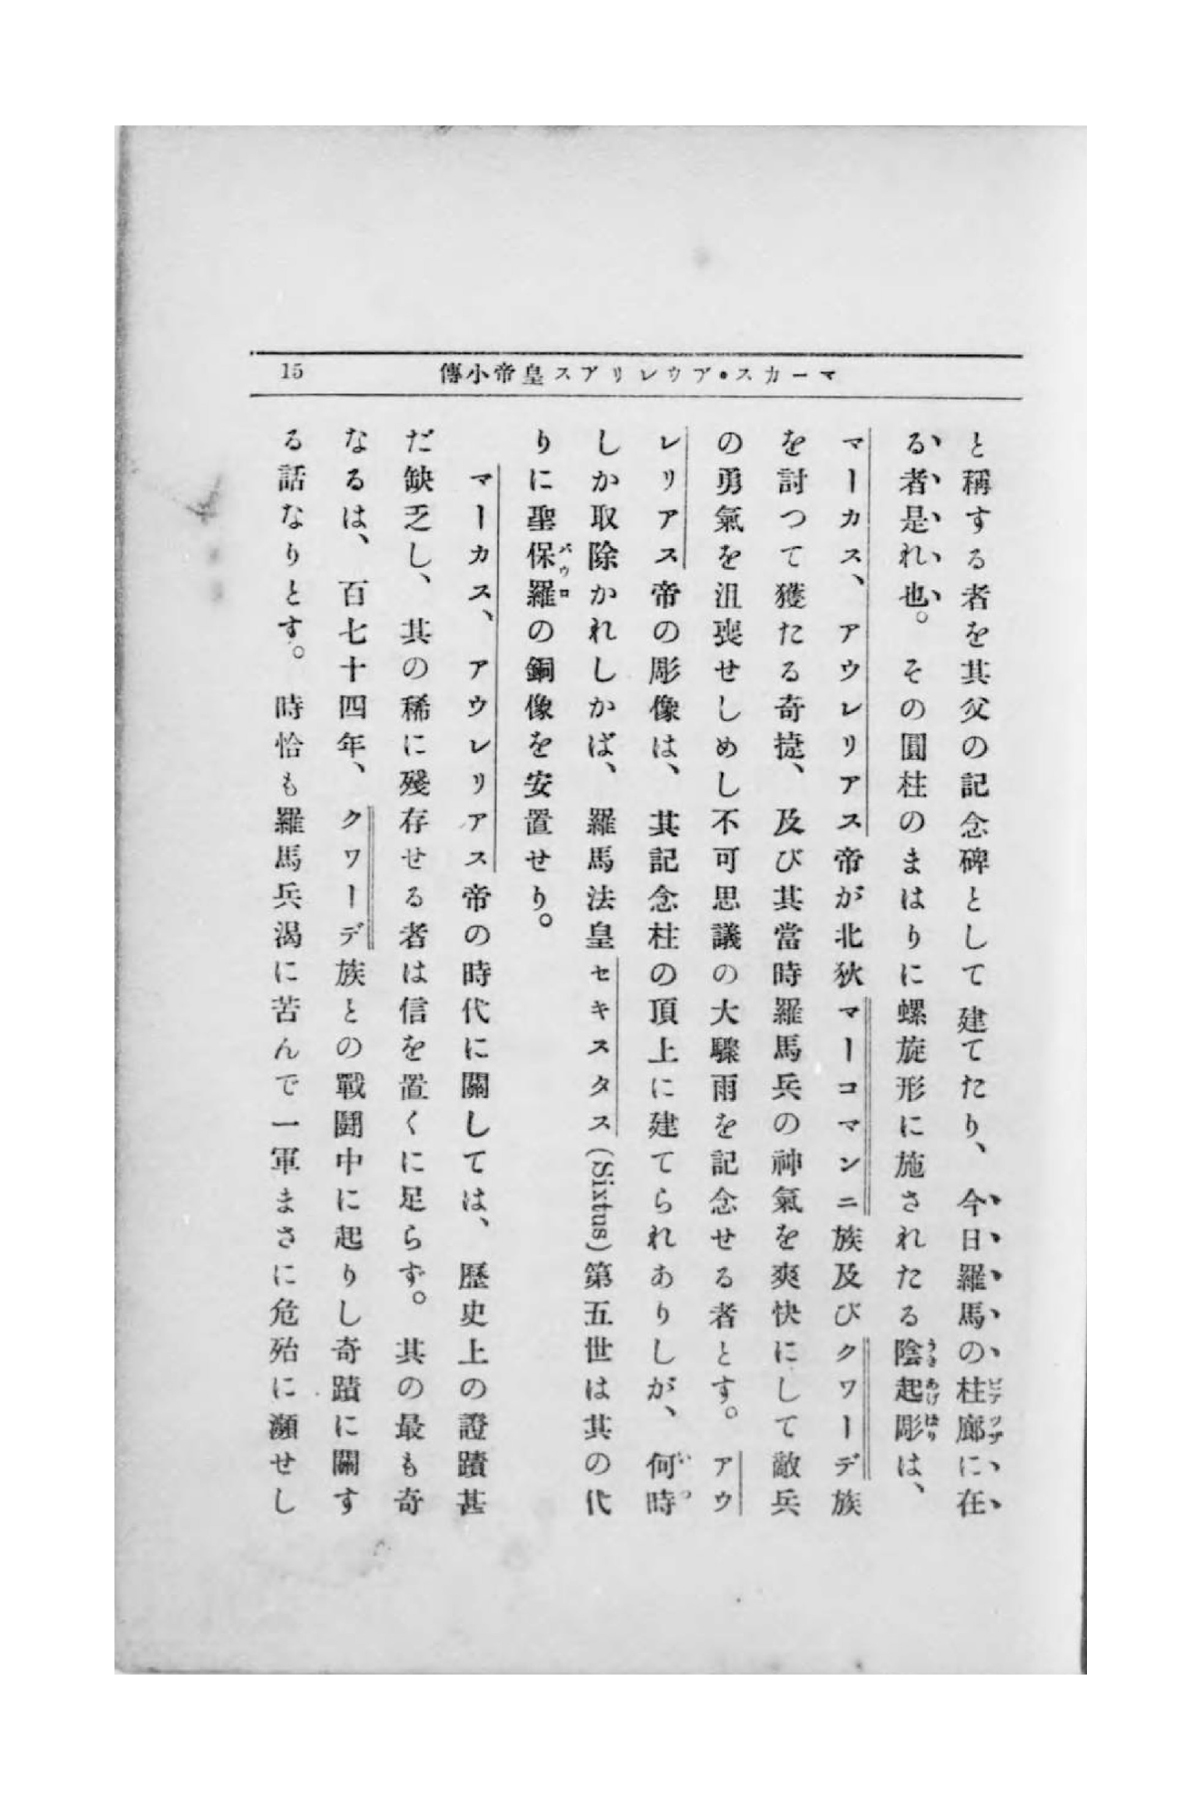 マーカス・アウレリアス皇帝小傳 15
と稱する者を其父の記念碑として建てたり、今日羅馬の柱廊に在
る者是れ也。その圓柱のまはりに螺旋形に施されたる陰起彫は、
マーカス、アウレリアス帝が北狄マーコマンニ族及びクワーデ族
を討つて獲たる奇捷、及び其當時羅馬兵の神氣を爽快にして敵兵
の勇氣を沮喪せしめし不可思議の大驟雨を記念せる者とす。アウ
レリアス帝の彫像は、其記念柱の頂上に建てられありしが、何時
しか取除かれしかば、羅馬法皇セキスタス(Sixtus)第五世は其の代
りに聖保羅の銅像を安置せり。
マーカス、アウレリアス帝の時代に關しては、歷史上の證蹟甚
だ缺乏し、其の稀に殘存せる者は信を置くに足らず。其の最も奇
なるは、百七十四年、クワーデ族との戰鬪中に起りし奇蹟に關す
る話なりとす。時恰も羅馬兵渴に苦んで一軍まさに危殆に瀕せし